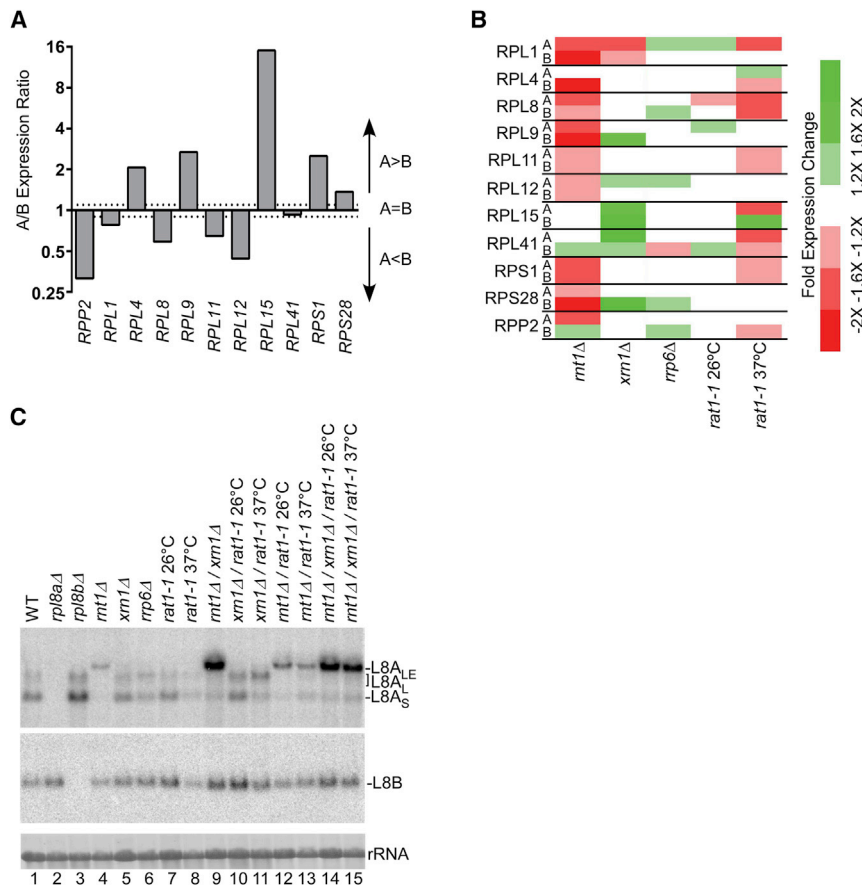 A
A/B Expression Ratio
16
8
4
2
1
0.5
0.25
A>B
A=B
A<B
RPP2
RPL1
RPL4
RPL8
RPL9
RPL11
RPL12
RPL15
RPL41
RPS1
RPS28
B
RPL1 A
B
RPL4 A
B
RPL8 A
B
RPL9 A
B
RPL11 A
B
RPL12 A
B
RPL15 A
B
RPL41 A
B
RPS1 A
B
RPS28 A
B
RPP2 A
B
rnt1Δ
xrn1Δ
rrp6Δ
rat1-1 26°C
rat1-1 37°C
Fold Expression Change
-2X -1.6X -1.2X 1.2X 1.6X 2X
C
WT
rpl8aΔ
rpl8bΔ
rnt1Δ
xrn1Δ
rrp6Δ
rat1-1 26°C
rat1-1 37°C
rnt1Δ / xrn1Δ
xrn1Δ / rat1-1 26°C
xrn1Δ / rat1-1 37°C
rnt1Δ / rat1-1 26°C
rnt1Δ / rat1-1 37°C
rnt1Δ / xrn1Δ / rat1-1 26°C
rnt1Δ / xrn1Δ / rat1-1 37°C
-L8A LE
]L8A L
-L8A S
-L8B
rRNA
1 2 3 4 5 6 7 8 9 10 11 12 13 14 15